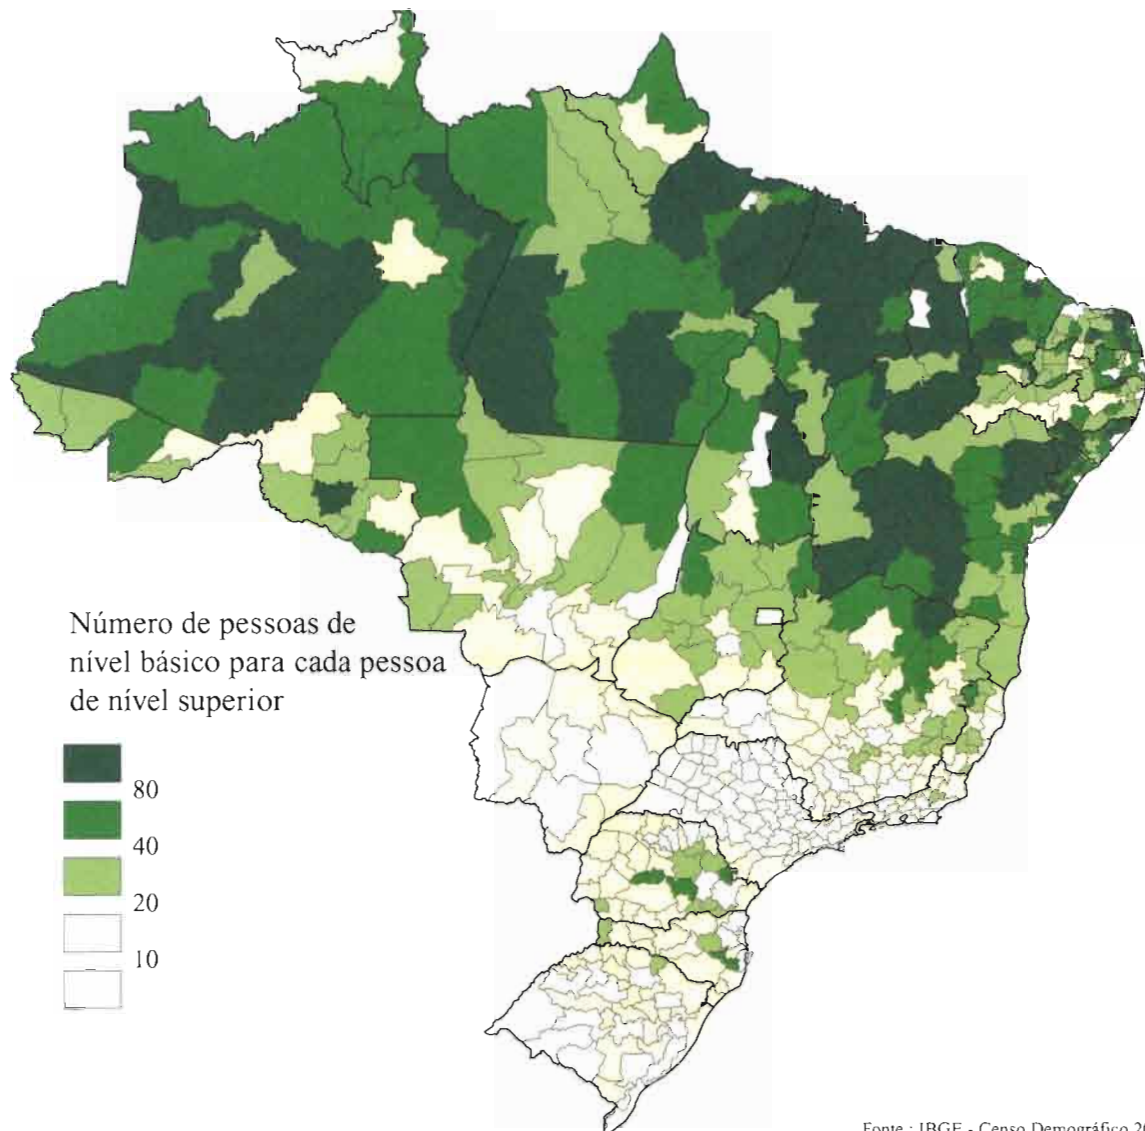 Número de pessoas de
nível básico para cada pessoa
de nível superior
80
40
20
10
Fonte : IBGE - Censo Demográfico